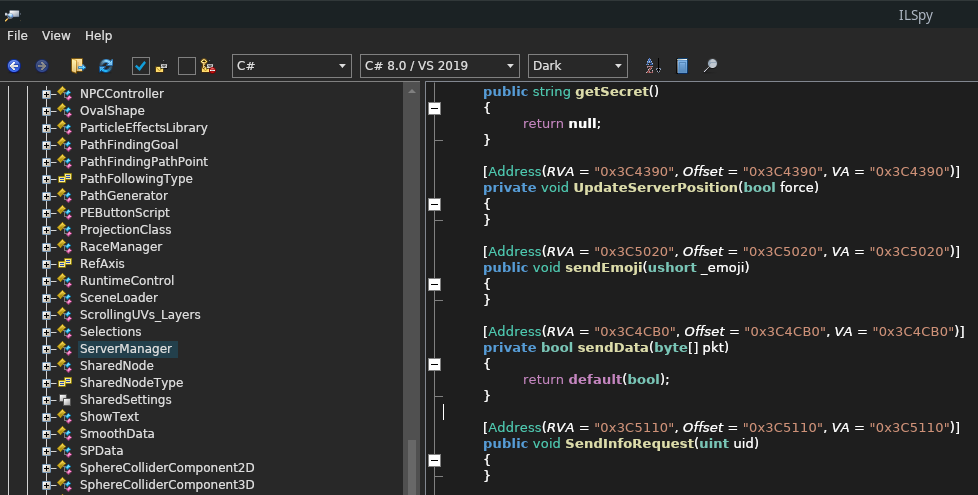 ILSpy
File View Help
C# C# 8.0 / VS 2019 Dark
NPCController
OvalShape
ParticleEffectsLibrary
PathFindingGoal
PathFindingPathPoint
PathFollowingType
PathGenerator
PEButtonScript
ProjectionClass
RaceManager
RefAxis
RuntimeControl
SceneLoader
ScrollingUVs_Layers
Selections
ServerManager
SharedNode
SharedNodeType
SharedSettings
ShowText
SmoothData
SPData
SphereColliderComponent2D
SphereColliderComponent3D
public string getSecret()
{
return null;
}
[Address(RVA = "0x3C4390", Offset = "0x3C4390", VA = "0x3C4390")]
private void UpdateServerPosition(bool force)
{
}
[Address(RVA = "0x3C5020", Offset = "0x3C5020", VA = "0x3C5020")]
public void sendEmoji(ushort _emoji)
{
}
[Address(RVA = "0x3C4CB0", Offset = "0x3C4CB0", VA = "0x3C4CB0")]
private bool sendData(byte[] pkt)
{
return default(bool);
}
[Address(RVA = "0x3C5110", Offset = "0x3C5110", VA = "0x3C5110")]
public void SendInfoRequest(uint uid)
{
}